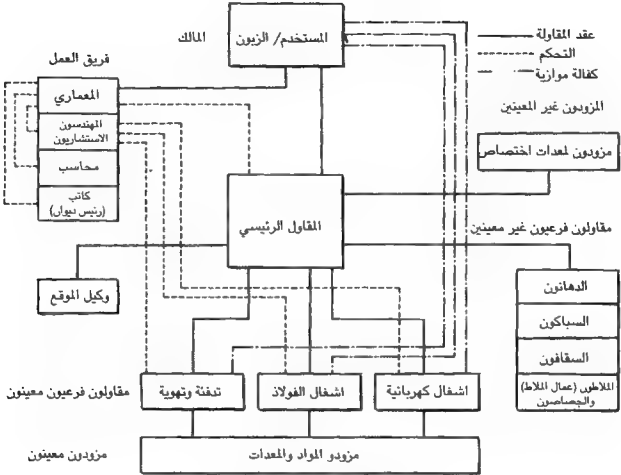 عقد المقاولة
التحكم
كفالة موازية
المستخدم/ الزبون
المالك
فريق العمل
المعماري
المهندسون
الاستشاريون
محاسب
كاتب
(رئيس ديوان)
المزودون غير المعينين
مزودون لمعدات اختصاص
المقاول الرئيسي
مقاولون فرعيون غير معينين
وكيل الموقع
الدهانون
السباكون
السقافون
الملاطون (عمال الملاط)
والجصاصون
مقاولون فرعيون معينون
تدفئة وتهوية
اشغال الفولاذ
اشغال كهربائية
مزودون معينون
مزودو المواد والمعدات